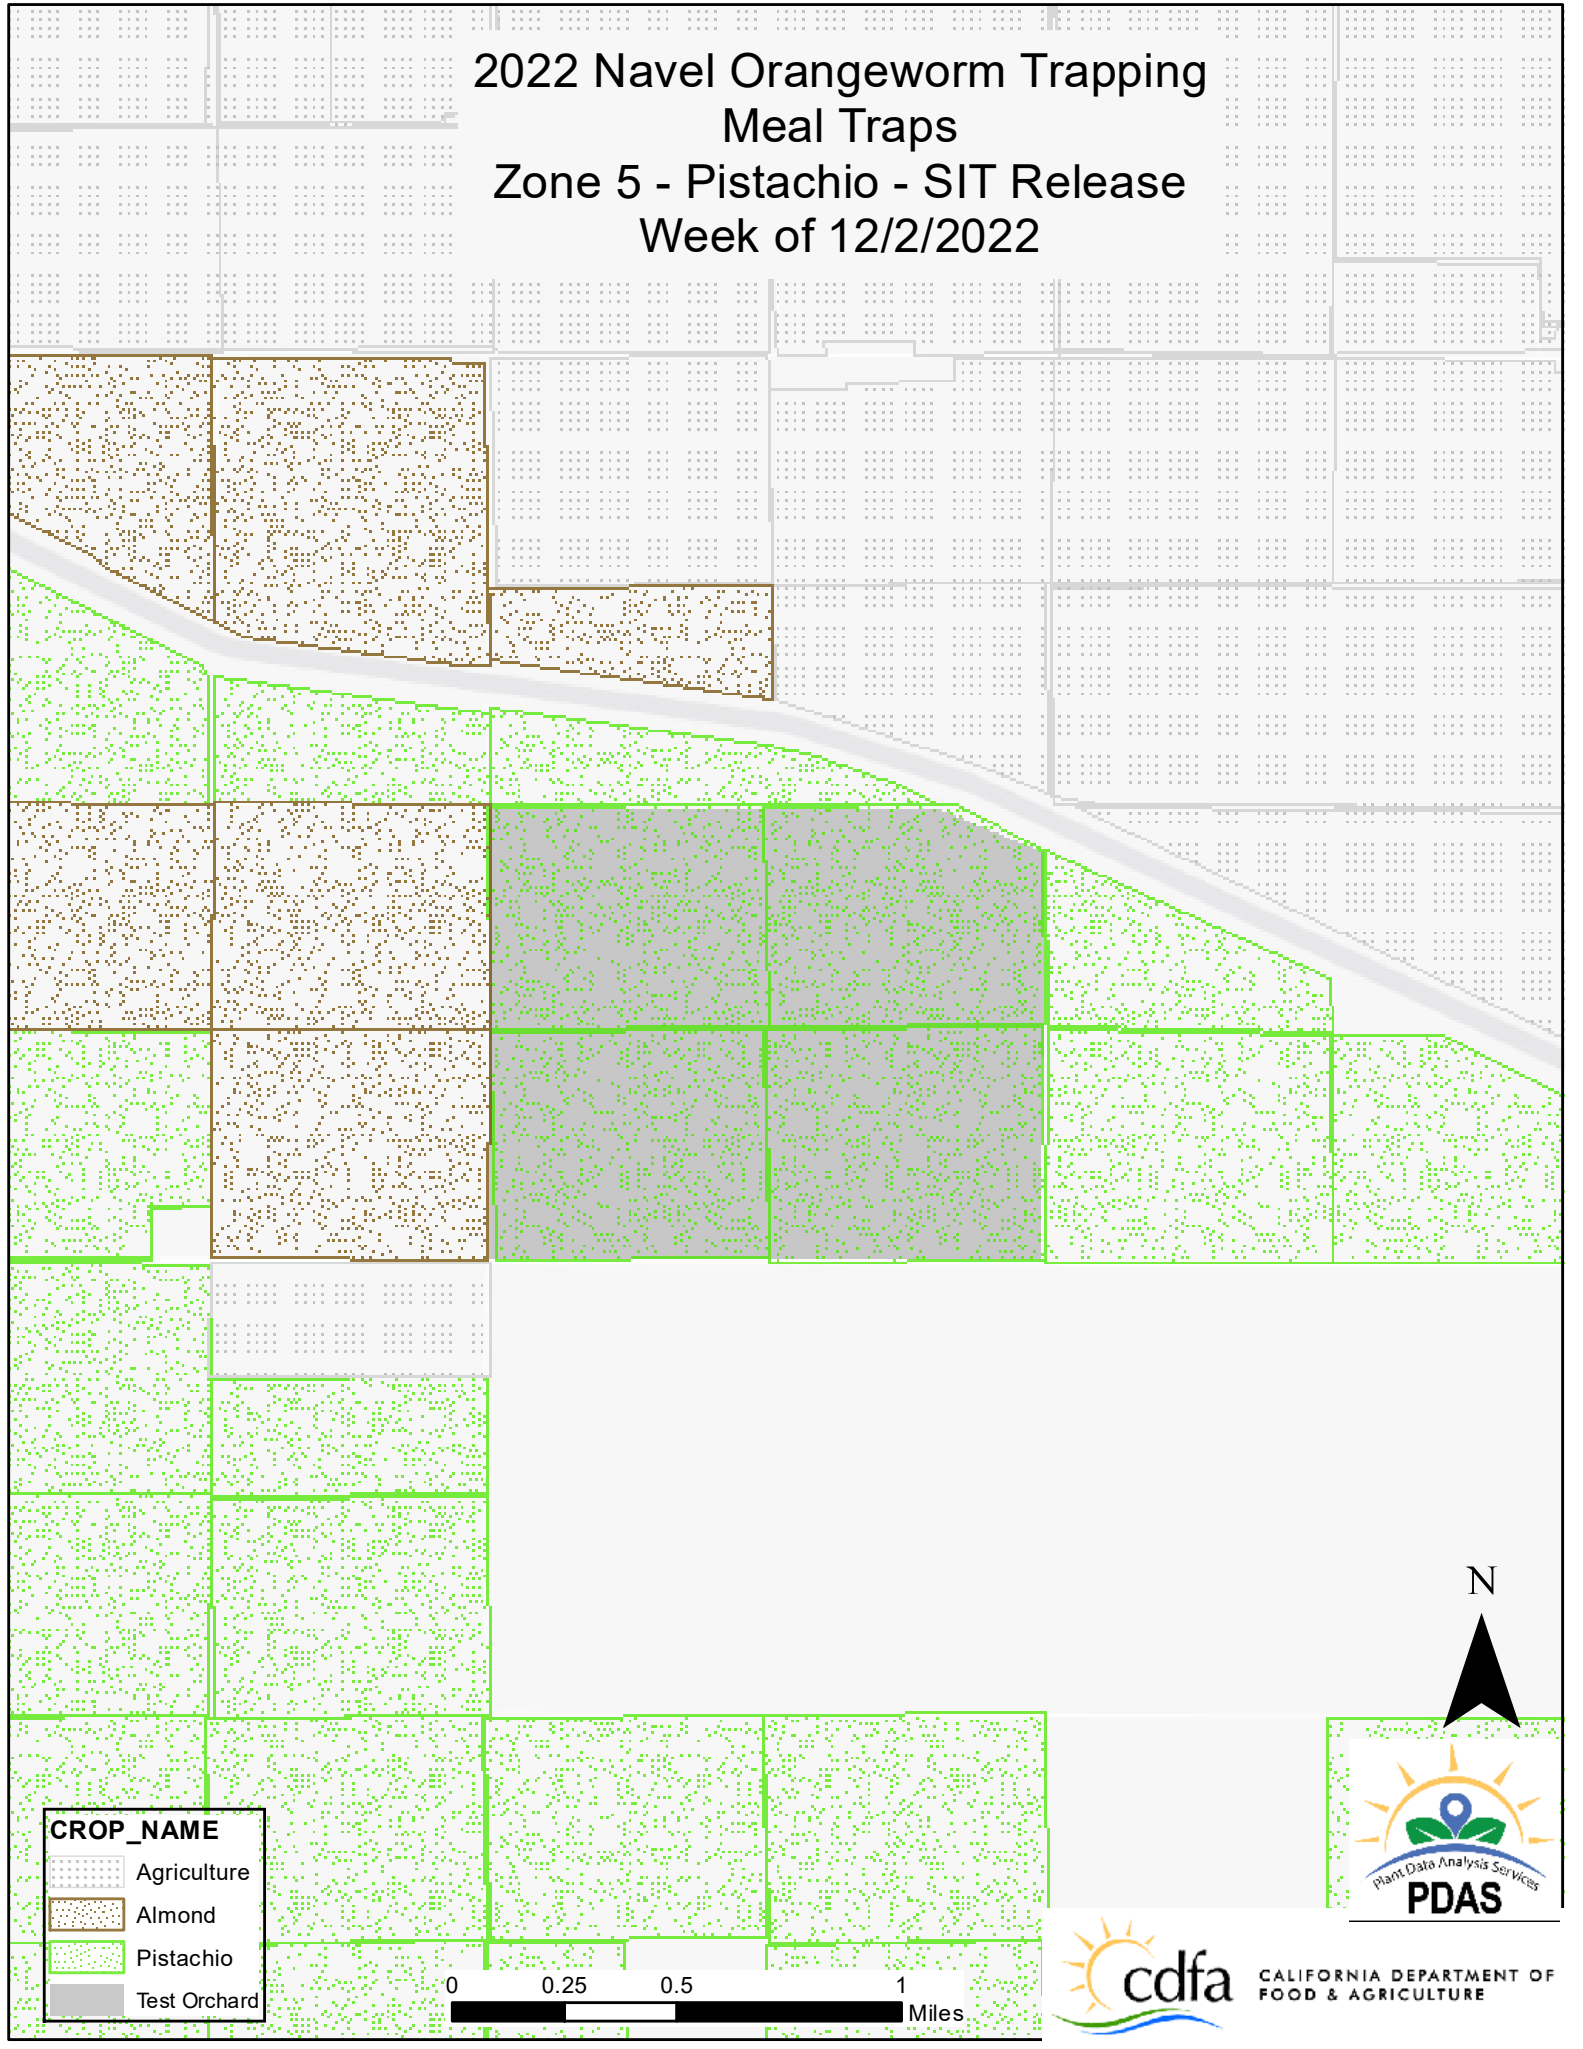 2022 Navel Orangeworm Trapping
Meal Traps
Zone 5 - Pistachio - SIT Release
Week of 12/2/2022
N
Plant Data Analysis Services
PDAS
CROP_NAME
Agriculture
Almond
Pistachio
Test Orchard
0 0.25 0.5 1
Miles
cdfa
CALIFORNIA DEPARTMENT OF
FOOD & AGRICULTURE